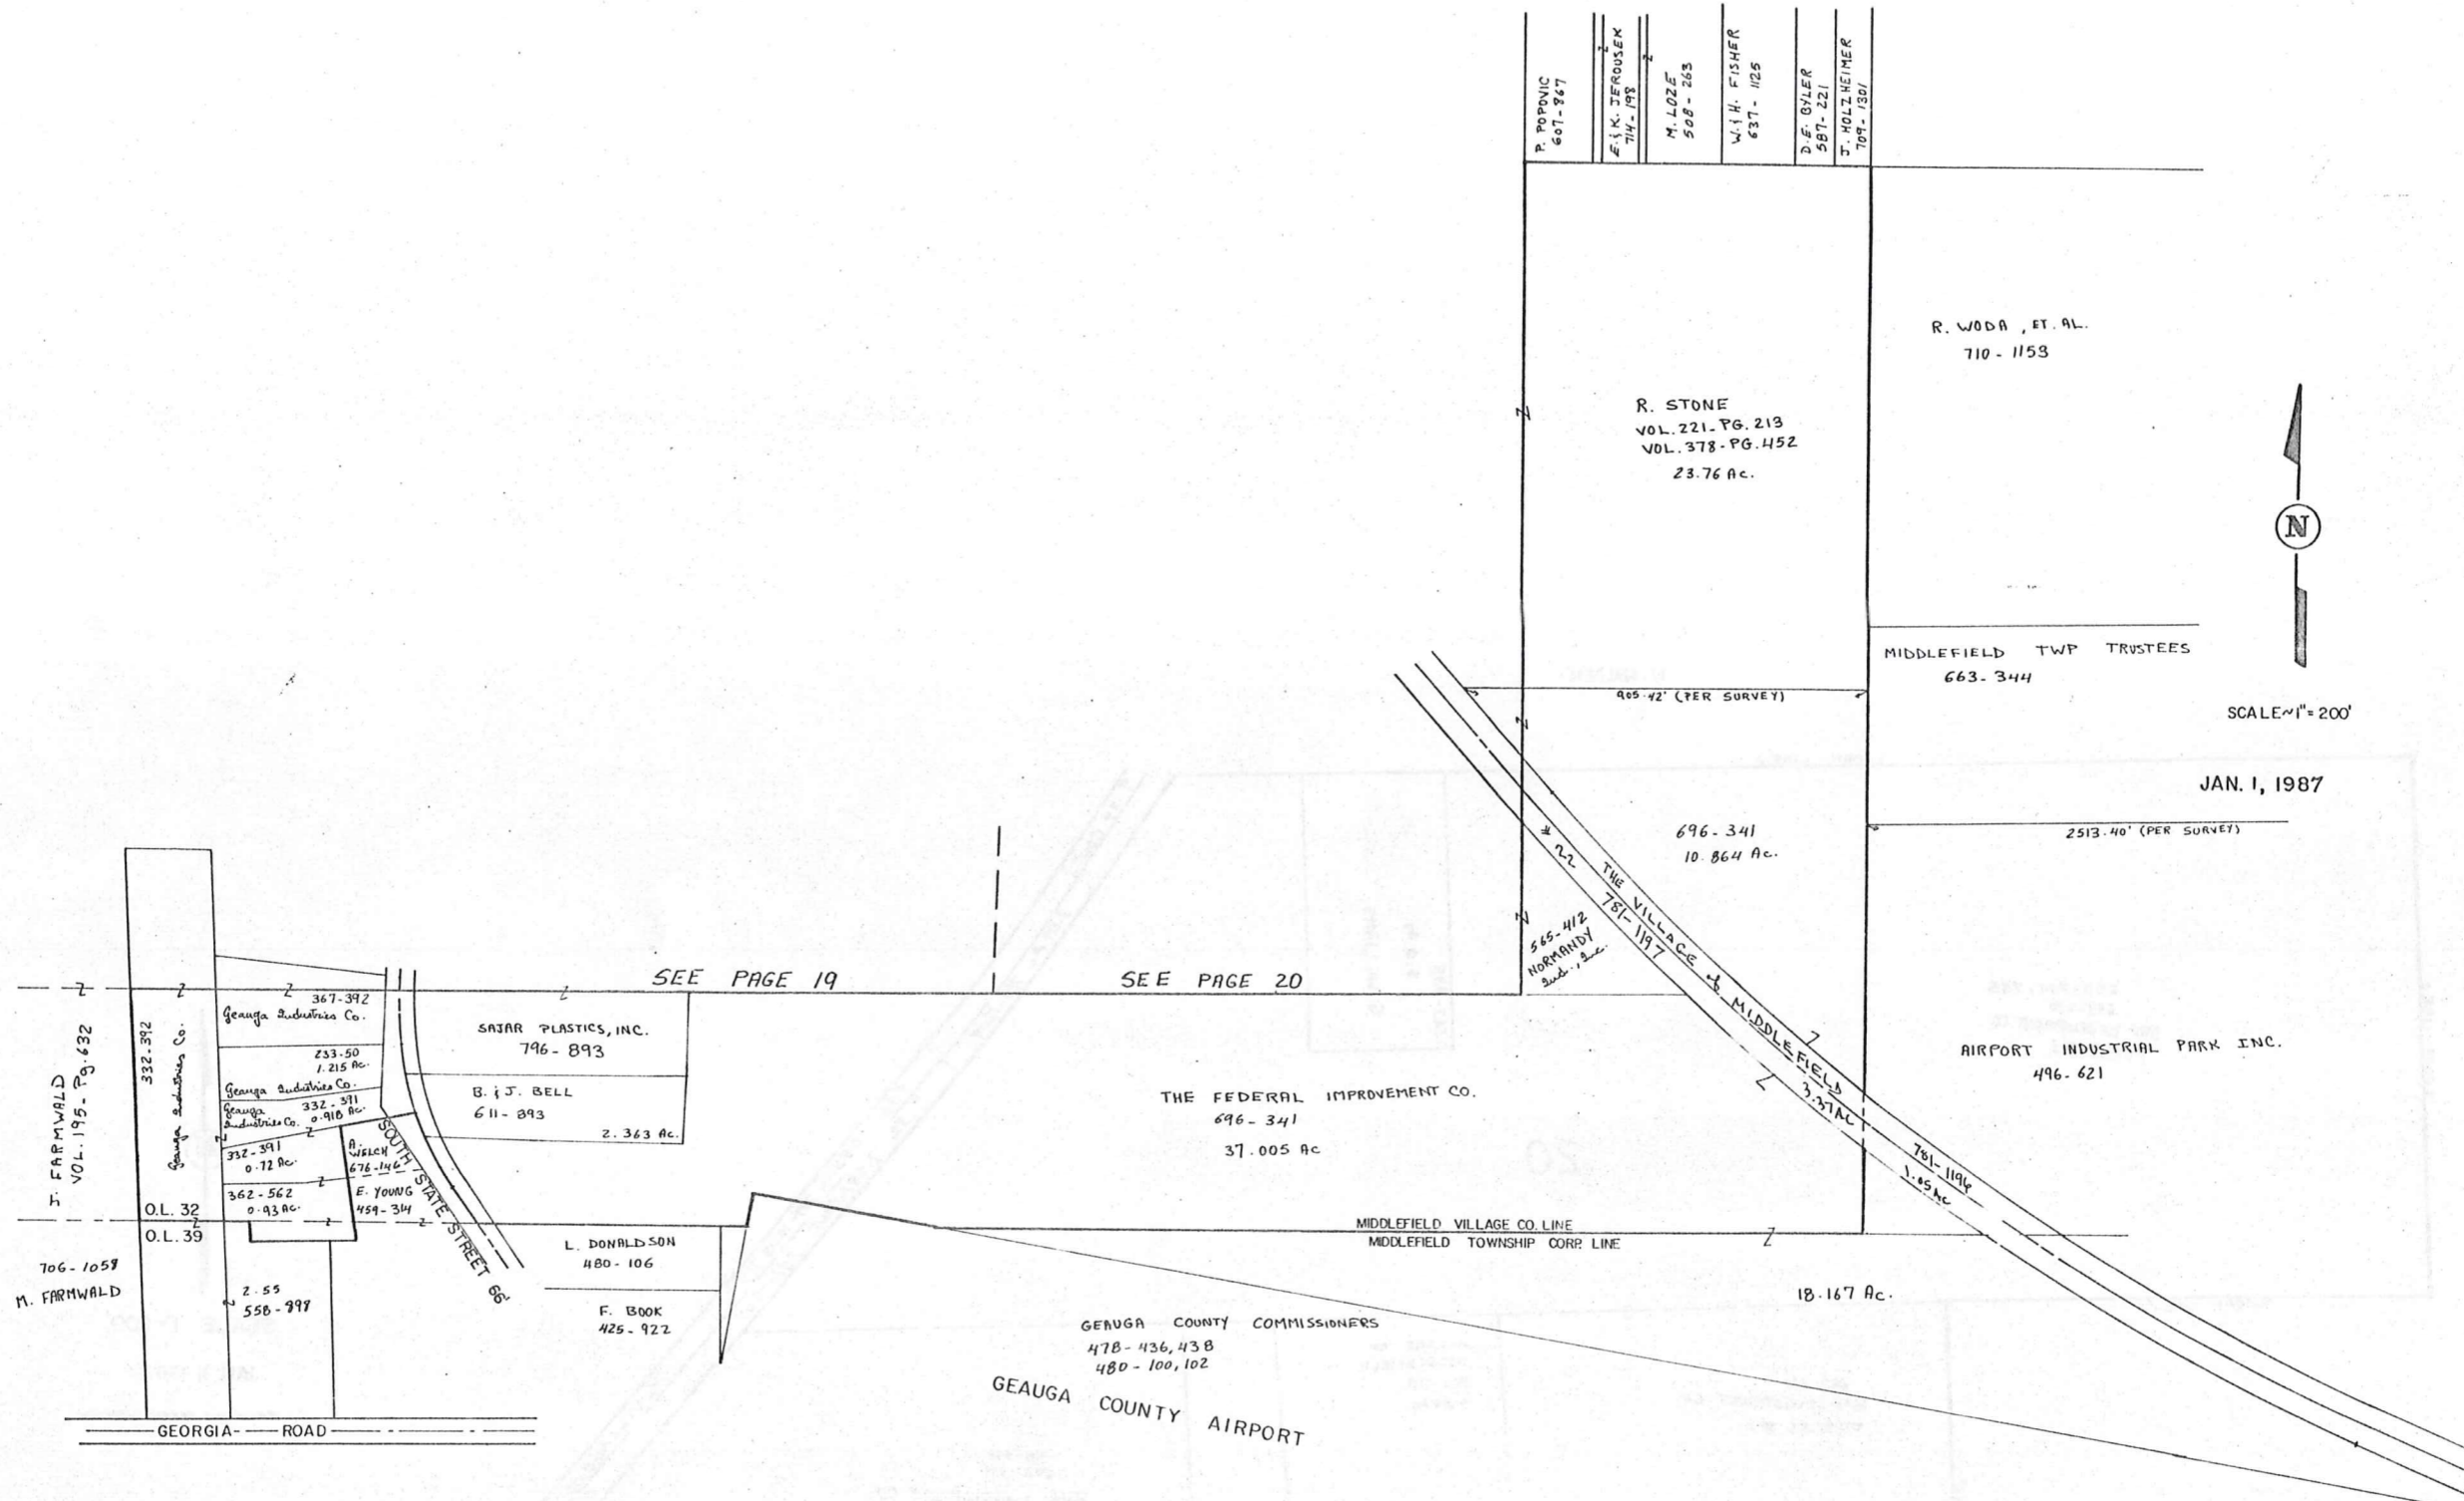 P. POPOVIC
607-867
E. & K. JEROUSEK
714-198
M. LOZE
508-263
W. & H. FISHER
637-1125
D.E. BYLER
587-221
J. HOLZHEIMER
709-1301
R. WODA, ET. AL.
710-1153
R. STONE
VOL. 221-PG. 213
VOL. 378-PG. 452
23.76 Ac.
N
MIDDLEFIELD TWP TRUSTEES
663-344
905.42' (PER SURVEY)
SCALE~1"=200'
JAN. 1, 1987
696-341
10.864 Ac.
2513.40' (PER SURVEY)
22
THE VILLAGE of MIDDLEFIELD
781-1197
3.37 AC
565-412
NORMANDY
Ind., Inc.
SEE PAGE 19
SEE PAGE 20
J. FARMWALD
VOL. 195-Pg. 632
332-392
Geauga Industries Co.
367-392
Geauga Industries Co.
233.50
1.215 Ac.
Geauga Industries Co.
Geauga 332-391
Industries Co. 0.918 Ac.
332-391
0.72 Ac.
362-562
0.93 AC.
A. WELCH
676-146
E. YOUNG
459-314
SOUTH STATE STREET 66'
SAJAR PLASTICS, INC.
796-893
B. & J. BELL
611-893
2.363 Ac.
THE FEDERAL IMPROVEMENT CO.
696-341
37.005 Ac
AIRPORT INDUSTRIAL PARK INC.
496-621
781-1196
1.05 Ac
O.L. 32
O.L. 39
MIDDLEFIELD VILLAGE CO. LINE
MIDDLEFIELD TOWNSHIP CORP. LINE
706-1059
M. FARMWALD
2.55
558-898
L. DONALDSON
480-106
F. BOOK
425-922
18.167 Ac.
GEAUGA COUNTY COMMISSIONERS
478-436, 438
480-100, 102
GEAUGA COUNTY AIRPORT
GEORGIA ROAD